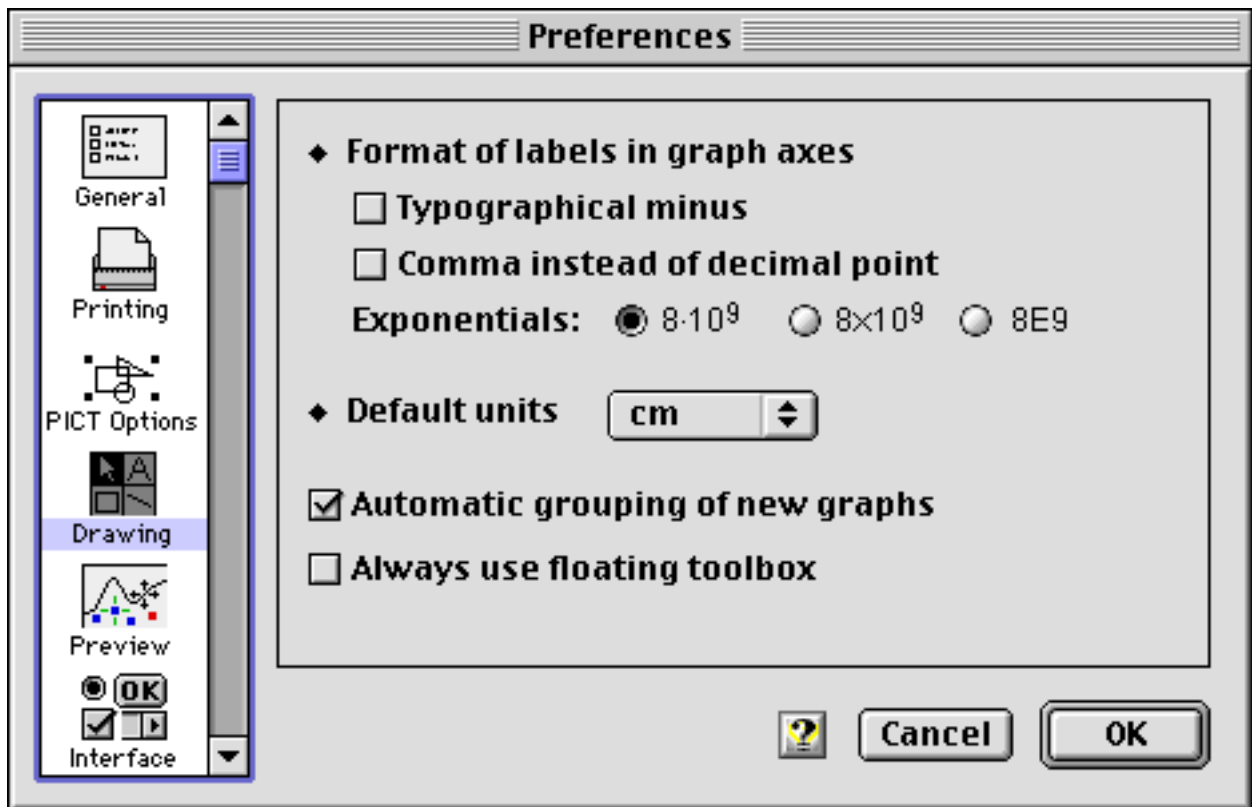 Preferences
General
Printing
PICT Options
Drawing
Preview
OK
Interface
Format of labels in graph axes
Typographical minus
Comma instead of decimal point
Exponentials: 8·10⁹ 8×10⁹ 8E9
Default units cm
Automatic grouping of new graphs
Always use floating toolbox
? Cancel OK